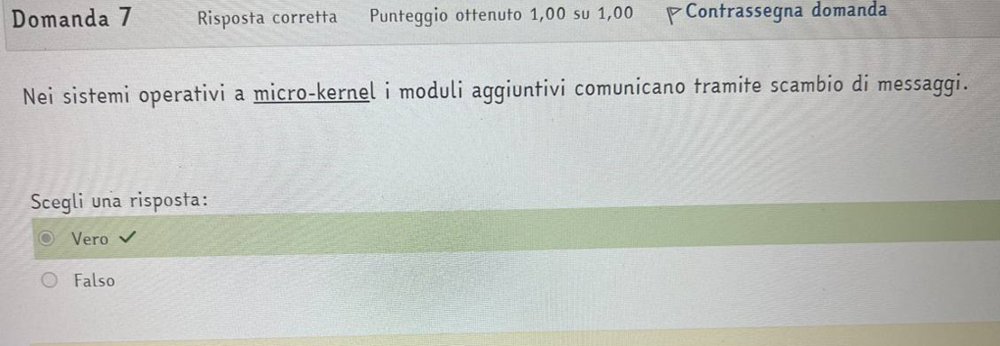 Domanda 7 Risposta corretta Punteggio ottenuto 1,00 su 1,00 Contrassegna domanda
Nei sistemi operativi a micro-kernel i moduli aggiuntivi comunicano tramite scambio di messaggi.
Scegli una risposta:
Vero
Falso